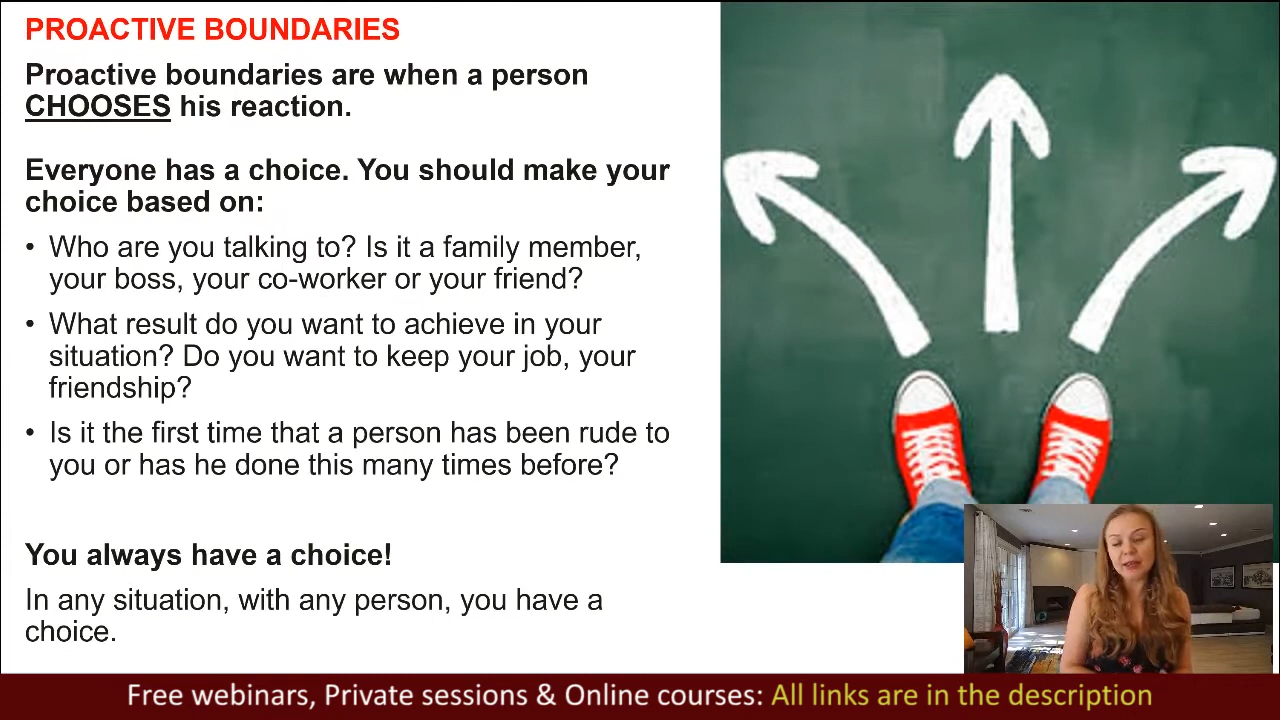 PROACTIVE BOUNDARIES
Proactive boundaries are when a person
CHOOSES his reaction.
Everyone has a choice. You should make your
choice based on:
• Who are you talking to? Is it a family member,
your boss, your co-worker or your friend?
• What result do you want to achieve in your
situation? Do you want to keep your job, your
friendship?
• Is it the first time that a person has been rude to
you or has he done this many times before?
You always have a choice!
In any situation, with any person, you have a
choice.
Free webinars, Private sessions & Online courses: All links are in the description